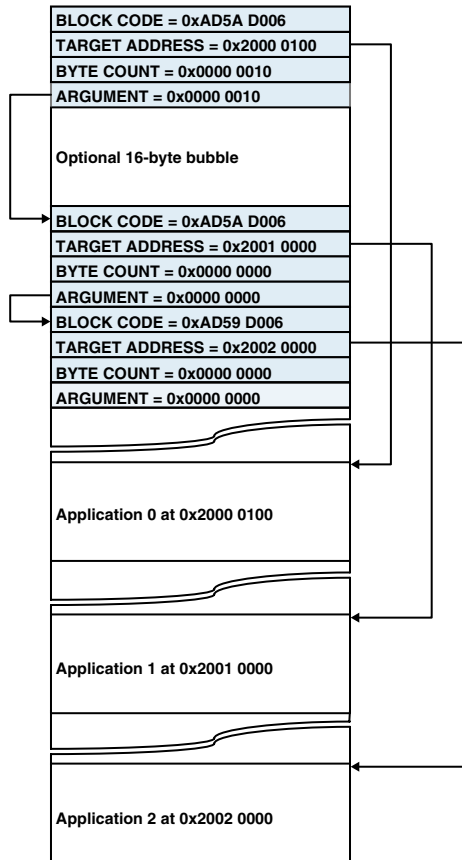 BLOCK CODE = 0xAD5A D006
TARGET ADDRESS = 0x2000 0100
BYTE COUNT = 0x0000 0010
ARGUMENT = 0x0000 0010
Optional 16-byte bubble
BLOCK CODE = 0xAD5A D006
TARGET ADDRESS = 0x2001 0000
BYTE COUNT = 0x0000 0000
ARGUMENT = 0x0000 0000
BLOCK CODE = 0xAD59 D006
TARGET ADDRESS = 0x2002 0000
BYTE COUNT = 0x0000 0000
ARGUMENT = 0x0000 0000
Application 0 at 0x2000 0100
Application 1 at 0x2001 0000
Application 2 at 0x2002 0000